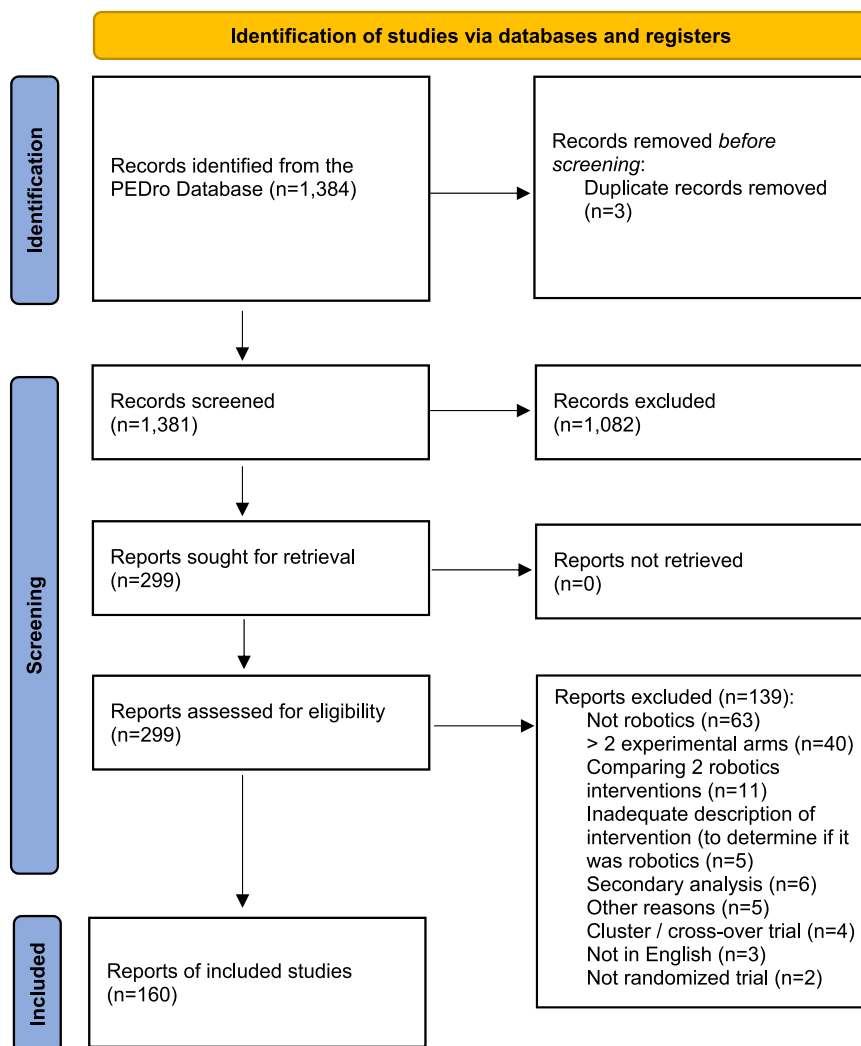 Identification of studies via databases and registers
Identification
Records identified from the
PEDro Database (n=1,384)
Records removed before
screening:
Duplicate records removed
(n=3)
Screening
Records screened
(n=1,381)
Records excluded
(n=1,082)
Reports sought for retrieval
(n=299)
Reports not retrieved
(n=0)
Reports assessed for eligibility
(n=299)
Reports excluded (n=139):
Not robotics (n=63)
> 2 experimental arms (n=40)
Comparing 2 robotics
interventions (n=11)
Inadequate description of
intervention (to determine if it
was robotics (n=5)
Secondary analysis (n=6)
Other reasons (n=5)
Cluster / cross-over trial (n=4)
Not in English (n=3)
Not randomized trial (n=2)
Included
Reports of included studies
(n=160)